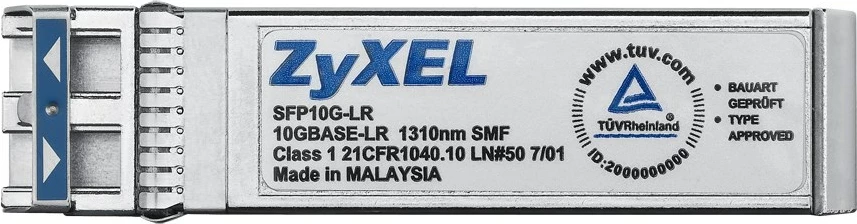 ZyXEL
SFP10G-LR
10GBASE-LR 1310nm SMF
Class 1 21CFR1040.10 LN#50 7/01
Made in MALAYSIA
www.tuv.com
TÜVRheinland
ID:2000000000
• BAUART
GEPRÜFT
• TYPE
APPROVED